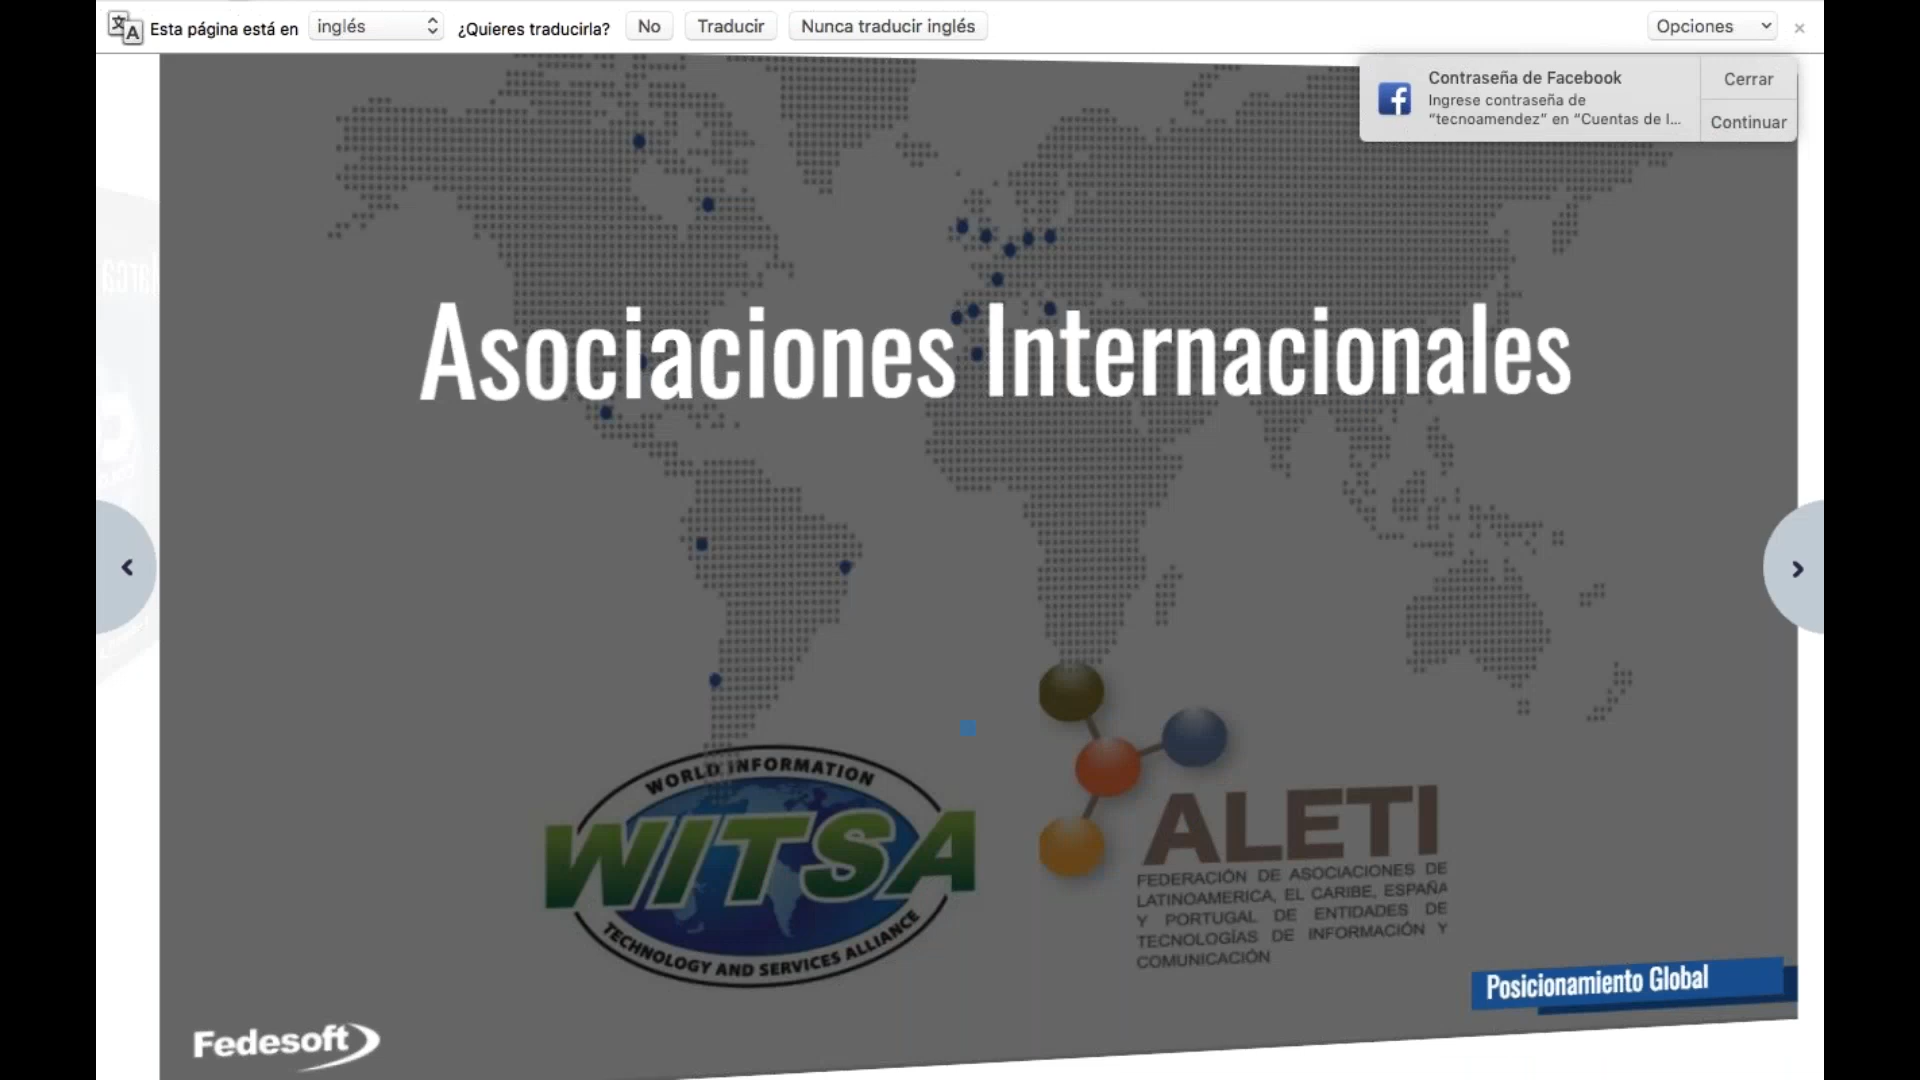 Esta página está en
inglés
¿Quieres traducirla?
No
Traducir
Nunca traducir inglés
Opciones
Contraseña de Facebook
Ingrese contraseña de
“tecnoamendez” en “Cuentas de I...
Cerrar
Continuar
Asociaciones Internacionales
WORLD INFORMATION
WITSA
TECHNOLOGY AND SERVICES ALLIANCE
ALETI
FEDERACIÓN DE ASOCIACIONES DE
LATINOAMERICA, EL CARIBE, ESPAÑA
Y PORTUGAL DE ENTIDADES DE
TECNOLOGÍAS DE INFORMACIÓN Y
COMUNICACIÓN
Posicionamiento Global
Fedesoft